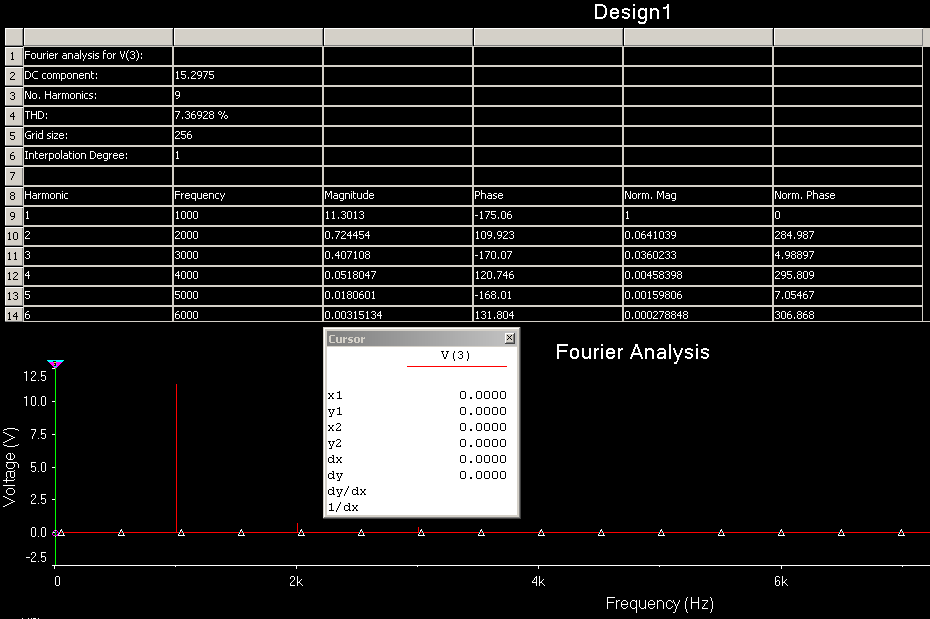 Design1
1 Fourier analysis for V(3):
2 DC component: 15.2975
3 No. Harmonics: 9
4 THD: 7.36928 %
5 Grid size: 256
6 Interpolation Degree: 1
7
8 Harmonic Frequency Magnitude Phase Norm. Mag Norm. Phase
9 1 1000 11.3013 -175.06 1 0
10 2 2000 0.724454 109.923 0.0641039 284.987
11 3 3000 0.407108 -170.07 0.0360233 4.98897
12 4 4000 0.0518047 120.746 0.00458398 295.809
13 5 5000 0.0180601 -168.01 0.00159806 7.05467
14 6 6000 0.00315134 131.804 0.000278848 306.868
Cursor
V(3)
x1 0.0000
y1 0.0000
x2 0.0000
y2 0.0000
dx 0.0000
dy 0.0000
dy/dx
1/dx
Fourier Analysis
Voltage (V)
12.5
10.0
7.5
5.0
2.5
0.0
-2.5
0 2k 4k 6k
Frequency (Hz)